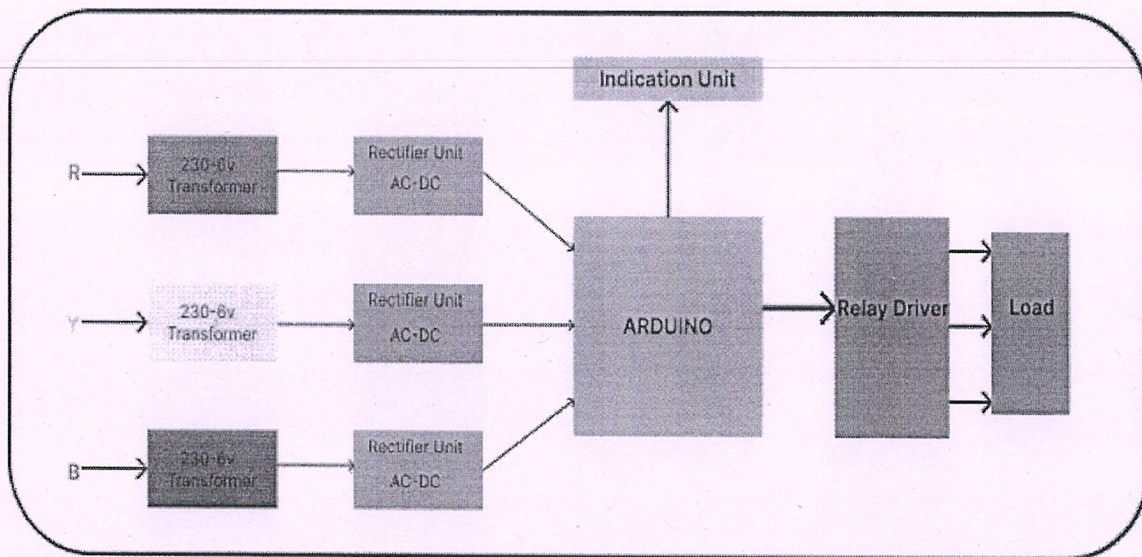 Indication Unit
R
230-6v
Transformer
Rectifier Unit
AC-DC
Y
230-6v
Transformer
Rectifier Unit
AC-DC
ARDUINO
Relay Driver
Load
B
230-6v
Transformer
Rectifier Unit
AC-DC